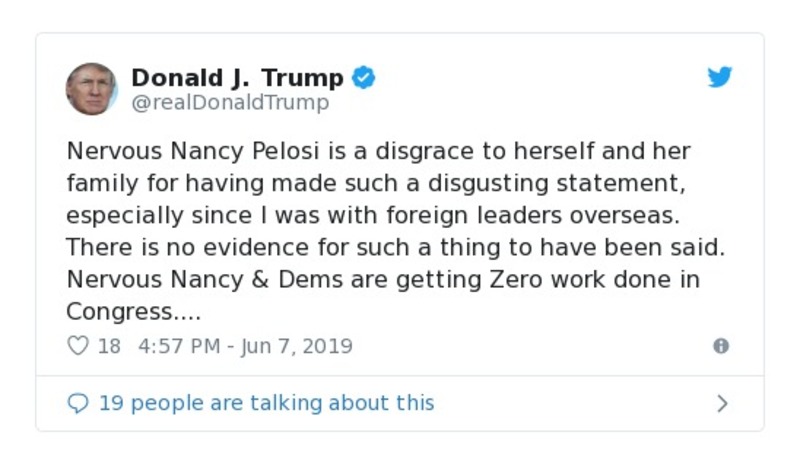 Donald J. Trump
@realDonaldTrump
Nervous Nancy Pelosi is a disgrace to herself and her
family for having made such a disgusting statement,
especially since I was with foreign leaders overseas.
There is no evidence for such a thing to have been said.
Nervous Nancy & Dems are getting Zero work done in
Congress....
18 4:57 PM - Jun 7, 2019
19 people are talking about this